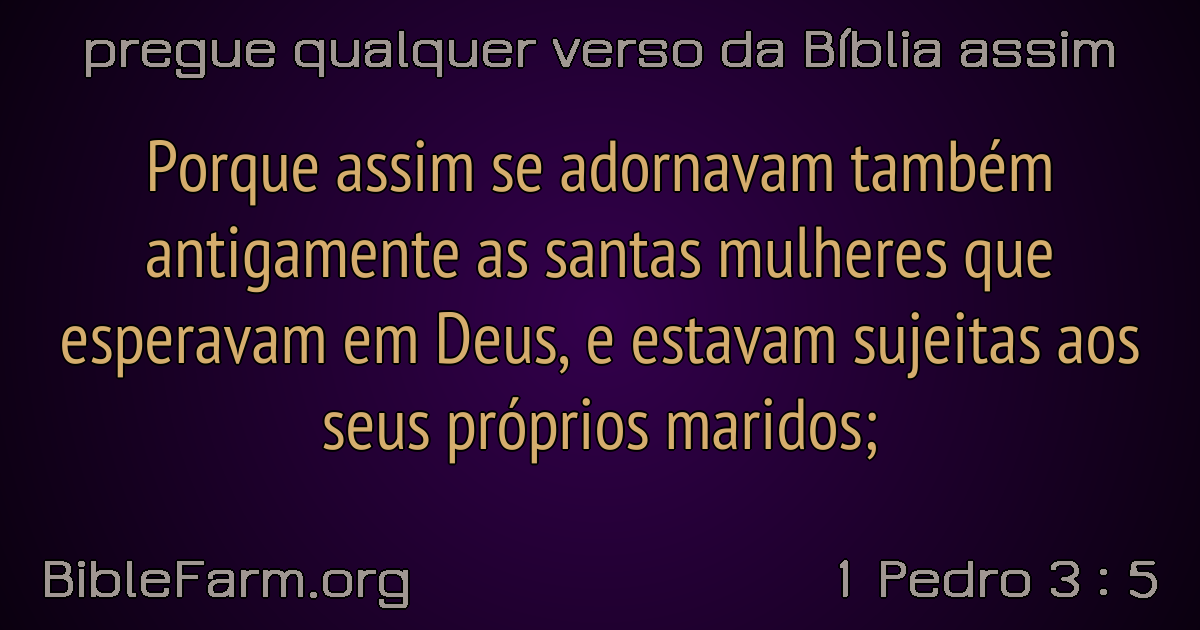 pregue qualquer verso da Bíblia assim
Porque assim se adornavam também
antigamente as santas mulheres que
esperavam em Deus, e estavam sujeitas aos
seus próprios maridos;
BibleFarm.org
1 Pedro 3 : 5